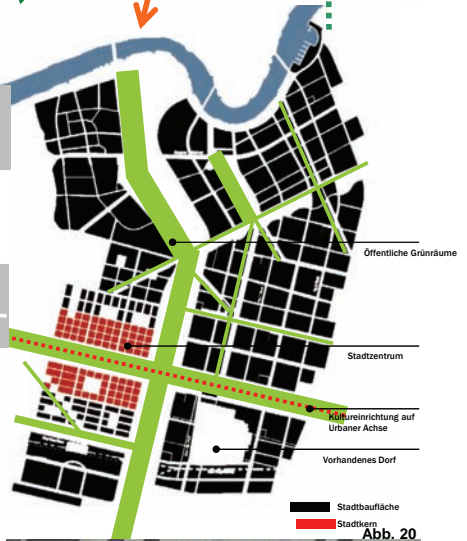 Öffentliche Grünräume
Stadtzentrum
Kultureinrichtung auf
Urbaner Achse
Vorhandenes Dorf
Stadtbaufläche
Stadtkern
Abb. 20